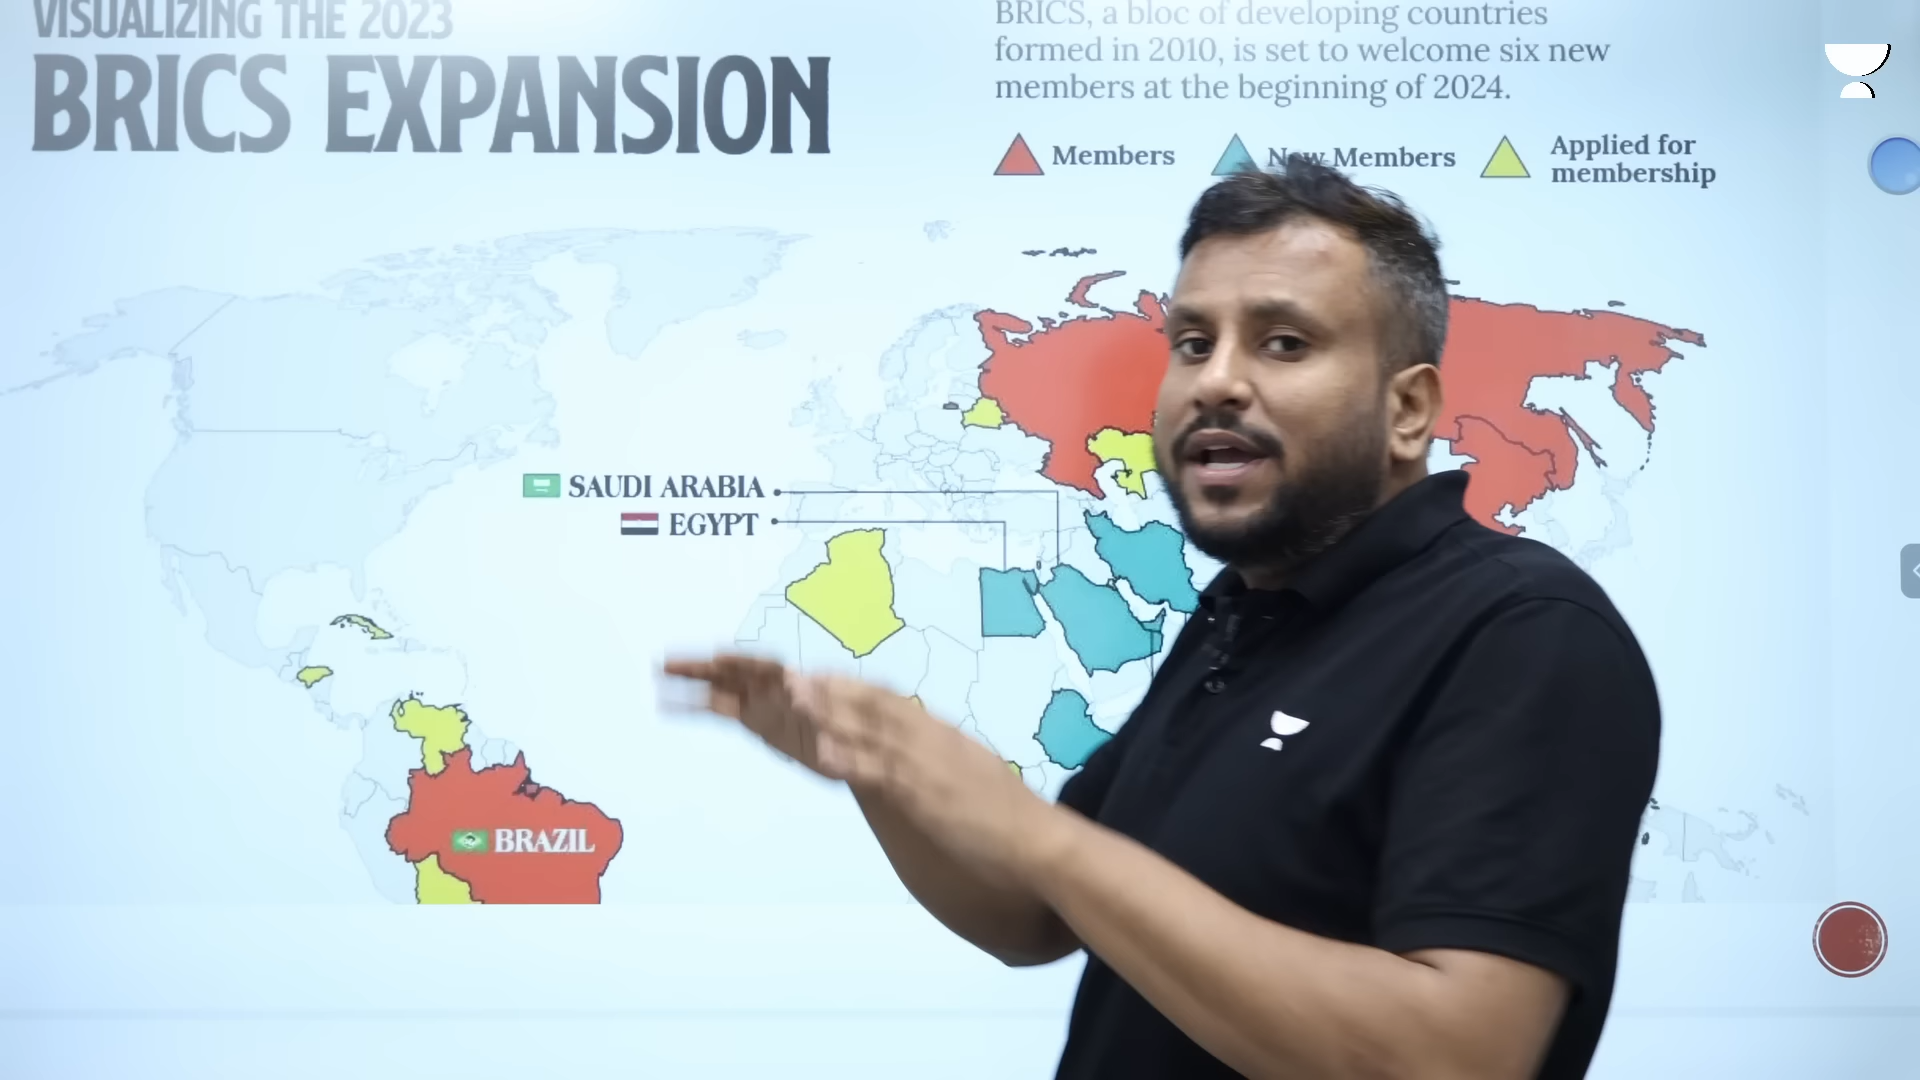 VISUALIZING THE 2023
BRICS EXPANSION
BRICS, a bloc of developing countries
formed in 2010, is set to welcome six new
members at the beginning of 2024.
Members
New Members
Applied for
membership
SAUDI ARABIA
EGYPT
BRAZIL